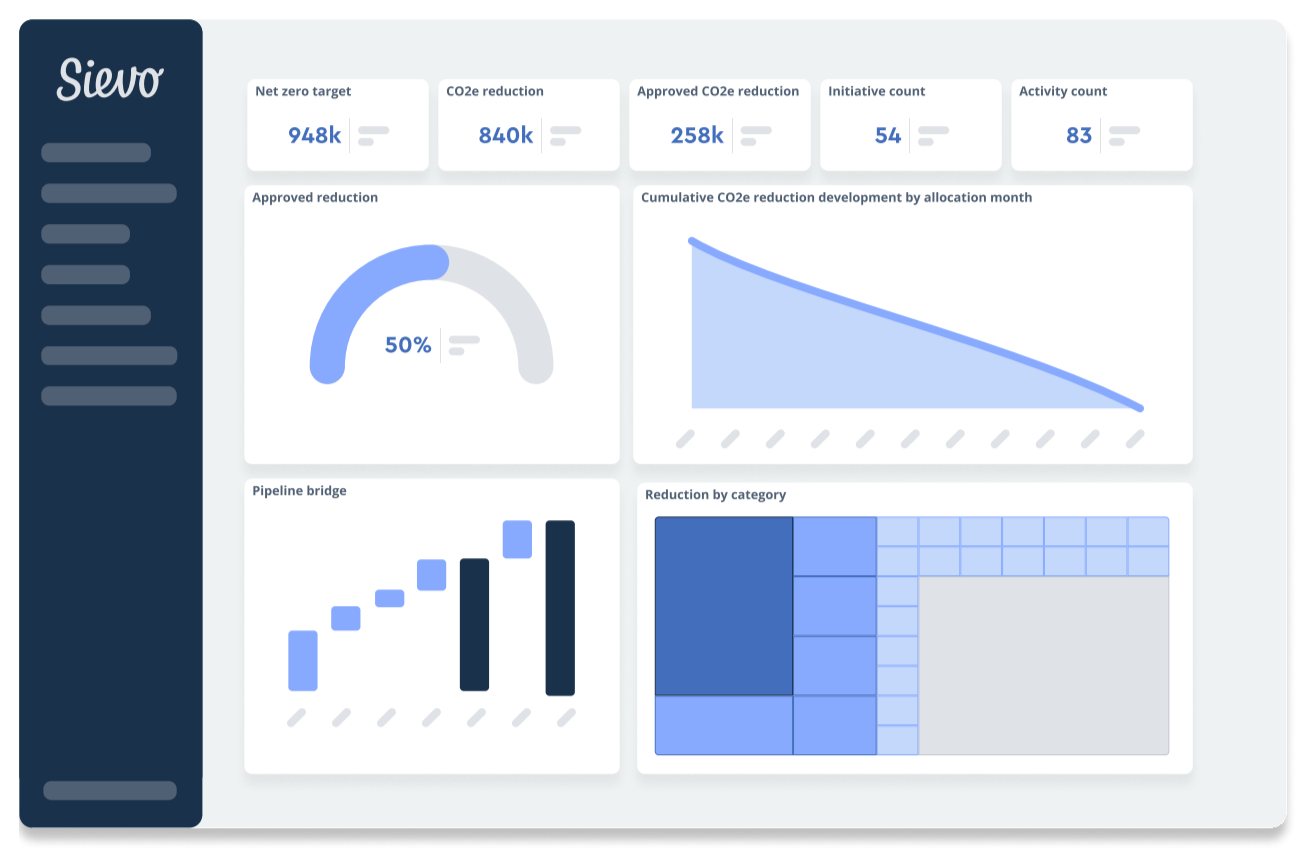 Sievo
Net zero target
948k
CO2e reduction
840k
Approved CO2e reduction
258k
Initiative count
54
Activity count
83
Approved reduction
50%
Cumulative CO2e reduction development by allocation month
Pipeline bridge
Reduction by category